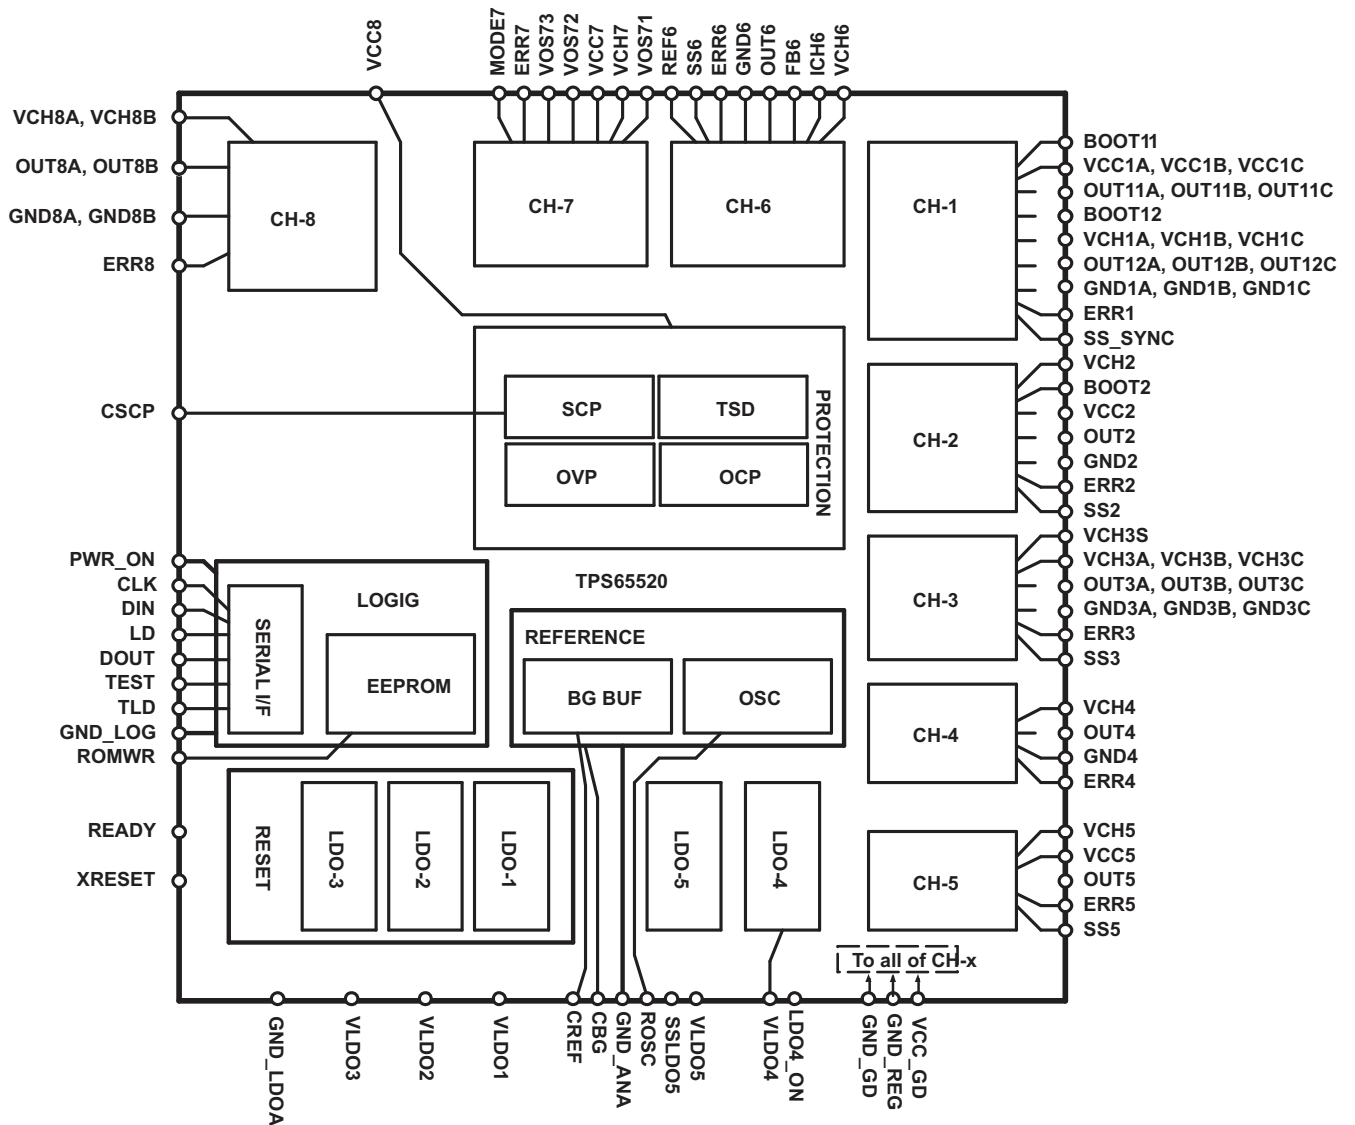 VCC8
MODE7
ERR7
VOS73
VOS72
VCC7
VCH7
VOS71
REF6
SS6
ERR6
GND6
OUT6
FB6
ICH6
VCH6
VCH8A, VCH8B
OUT8A, OUT8B
GND8A, GND8B
ERR8
CSCP
PWR_ON
CLK
DIN
LD
DOUT
TEST
TLD
GND_LOG
ROMWR
READY
XRESET
CH-8
CH-7
CH-6
CH-1
CH-2
CH-3
CH-4
CH-5
SCP
TSD
OVP
OCP
PROTECTION
TPS65520
LOGIG
SERIAL I/F
EEPROM
REFERENCE
BG BUF
OSC
RESET
LDO-3
LDO-2
LDO-1
LDO-5
LDO-4
To all of CH-x
BOOT11
VCC1A, VCC1B, VCC1C
OUT11A, OUT11B, OUT11C
BOOT12
VCH1A, VCH1B, VCH1C
OUT12A, OUT12B, OUT12C
GND1A, GND1B, GND1C
ERR1
SS_SYNC
VCH2
BOOT2
VCC2
OUT2
GND2
ERR2
SS2
VCH3S
VCH3A, VCH3B, VCH3C
OUT3A, OUT3B, OUT3C
GND3A, GND3B, GND3C
ERR3
SS3
VCH4
OUT4
GND4
ERR4
VCH5
VCC5
OUT5
ERR5
SS5
GND_LDOA
VLDO3
VLDO2
VLDO1
CREF
CBG
GND_ANA
ROSC
SSLDO5
VLDO5
VLDO4
LDO4_ON
GND_GD
GND_REG
VCC_GD